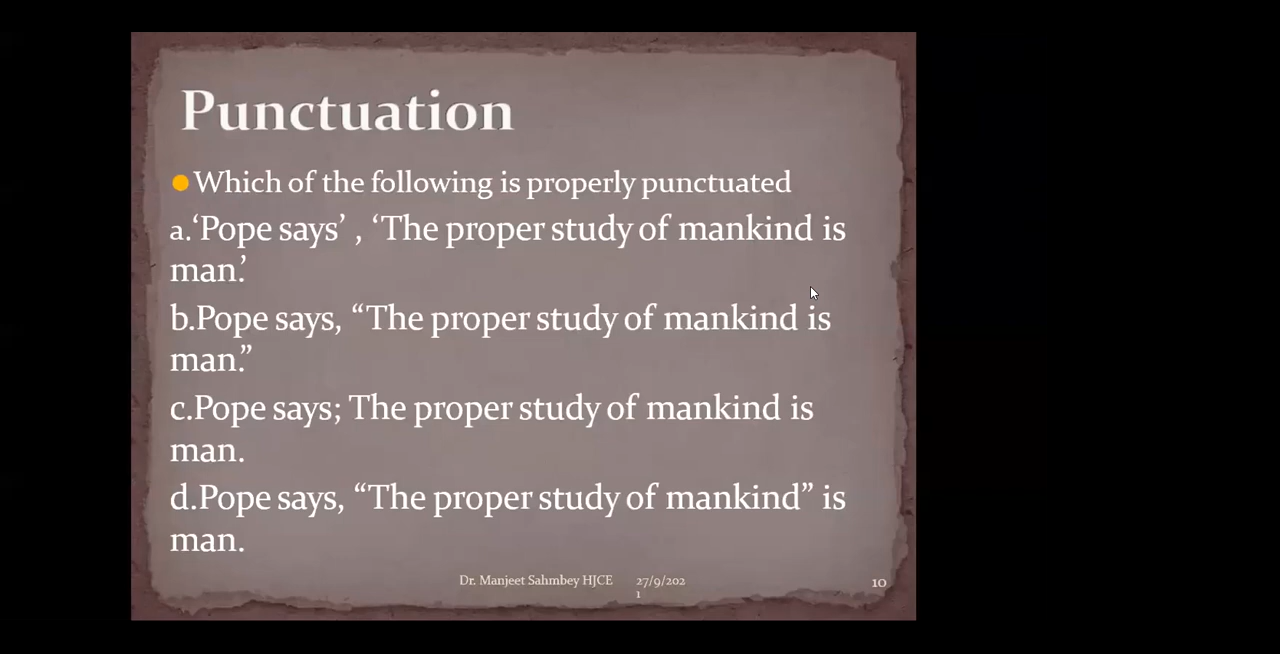 Punctuation
Which of the following is properly punctuated
a.‘Pope says’ , ‘The proper study of mankind is
man.’
b.Pope says, “The proper study of mankind is
man.”
c.Pope says; The proper study of mankind is
man.
d.Pope says, “The proper study of mankind” is
man.
Dr. Manjeet Sahmbey HJCE
27/9/202
1
10